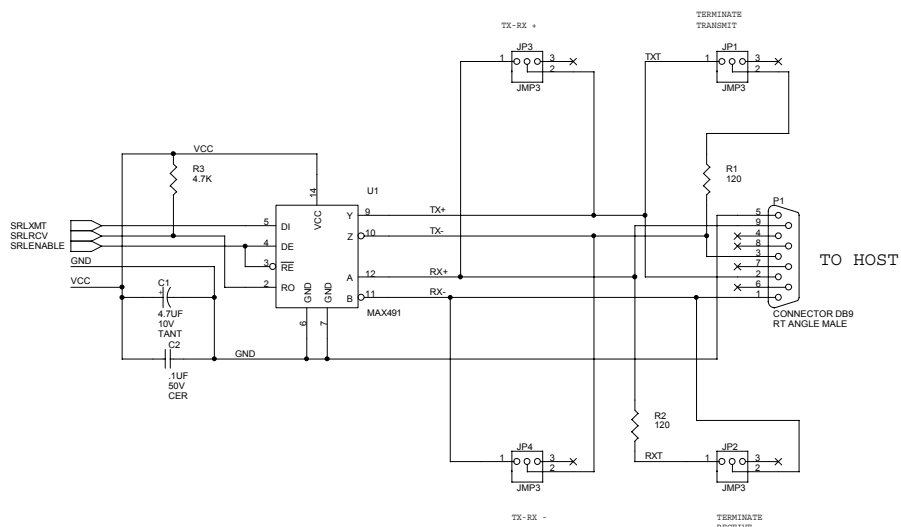 TX-RX +
TERMINATE
TRANSMIT
JP3
1
3
2
JMP3
TXT
JP1
1
3
2
JMP3
VCC
R3
4.7K
14
U1
R1
120
P1
SRLXMT
SRLRCV
SRLENABLE
GND
VCC
5
4
3
2
DI
DE
RE
RO
VCC
GND
GND
6
7
Y
Z
A
B
9
10
12
11
MAX491
TX+
TX-
RX+
RX-
5
9
4
8
3
7
2
6
1
TO HOST
CONNECTOR DB9
RT ANGLE MALE
C1
+
4.7UF
10V
TANT
C2
.1UF
50V
CER
GND
R2
120
JP4
1
3
2
JMP3
RXT
JP2
1
3
2
JMP3
TX-RX -
TERMINATE